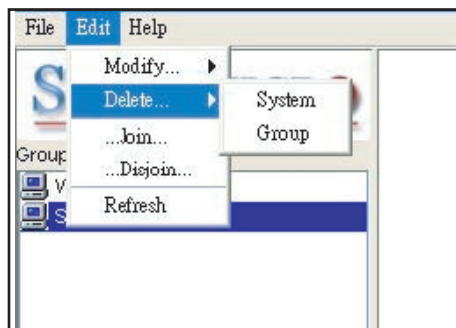 File Edit Help
Modify...
Delete...
System
Group
...Join...
...Disjoin...
Refresh
Group
V
S